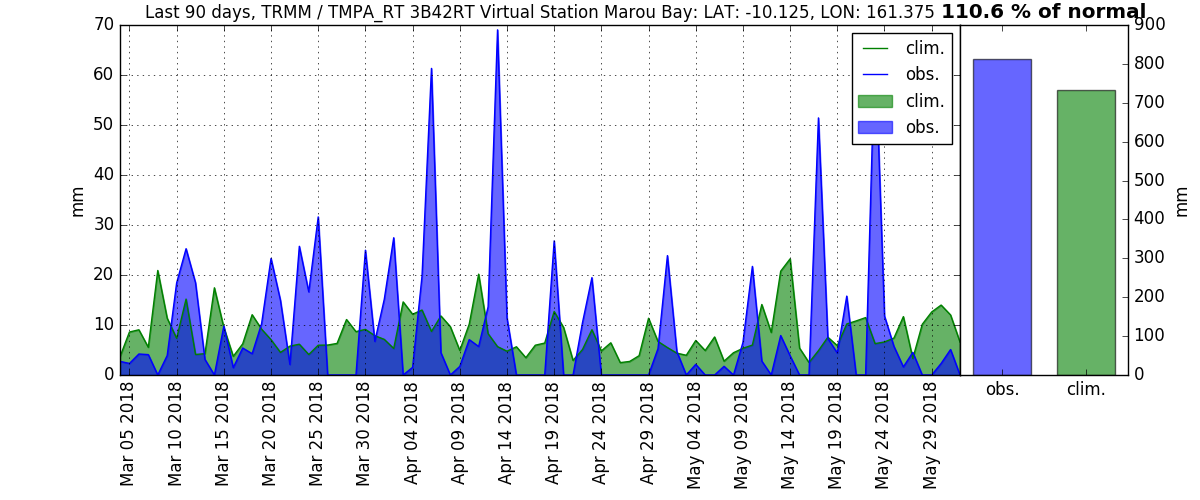 Last 90 days, TRMM / TMPA_RT 3B42RT Virtual Station Marou Bay: LAT: -10.125, LON: 161.375 110.6 % of normal
70
60
50
40
30
20
10
0
mm
clim.
obs.
clim.
obs.
900
800
700
600
500
400
300
200
100
0
mm
Mar 05 2018
Mar 10 2018
Mar 15 2018
Mar 20 2018
Mar 25 2018
Mar 30 2018
Apr 04 2018
Apr 09 2018
Apr 14 2018
Apr 19 2018
Apr 24 2018
Apr 29 2018
May 04 2018
May 09 2018
May 14 2018
May 19 2018
May 24 2018
May 29 2018
obs.
clim.